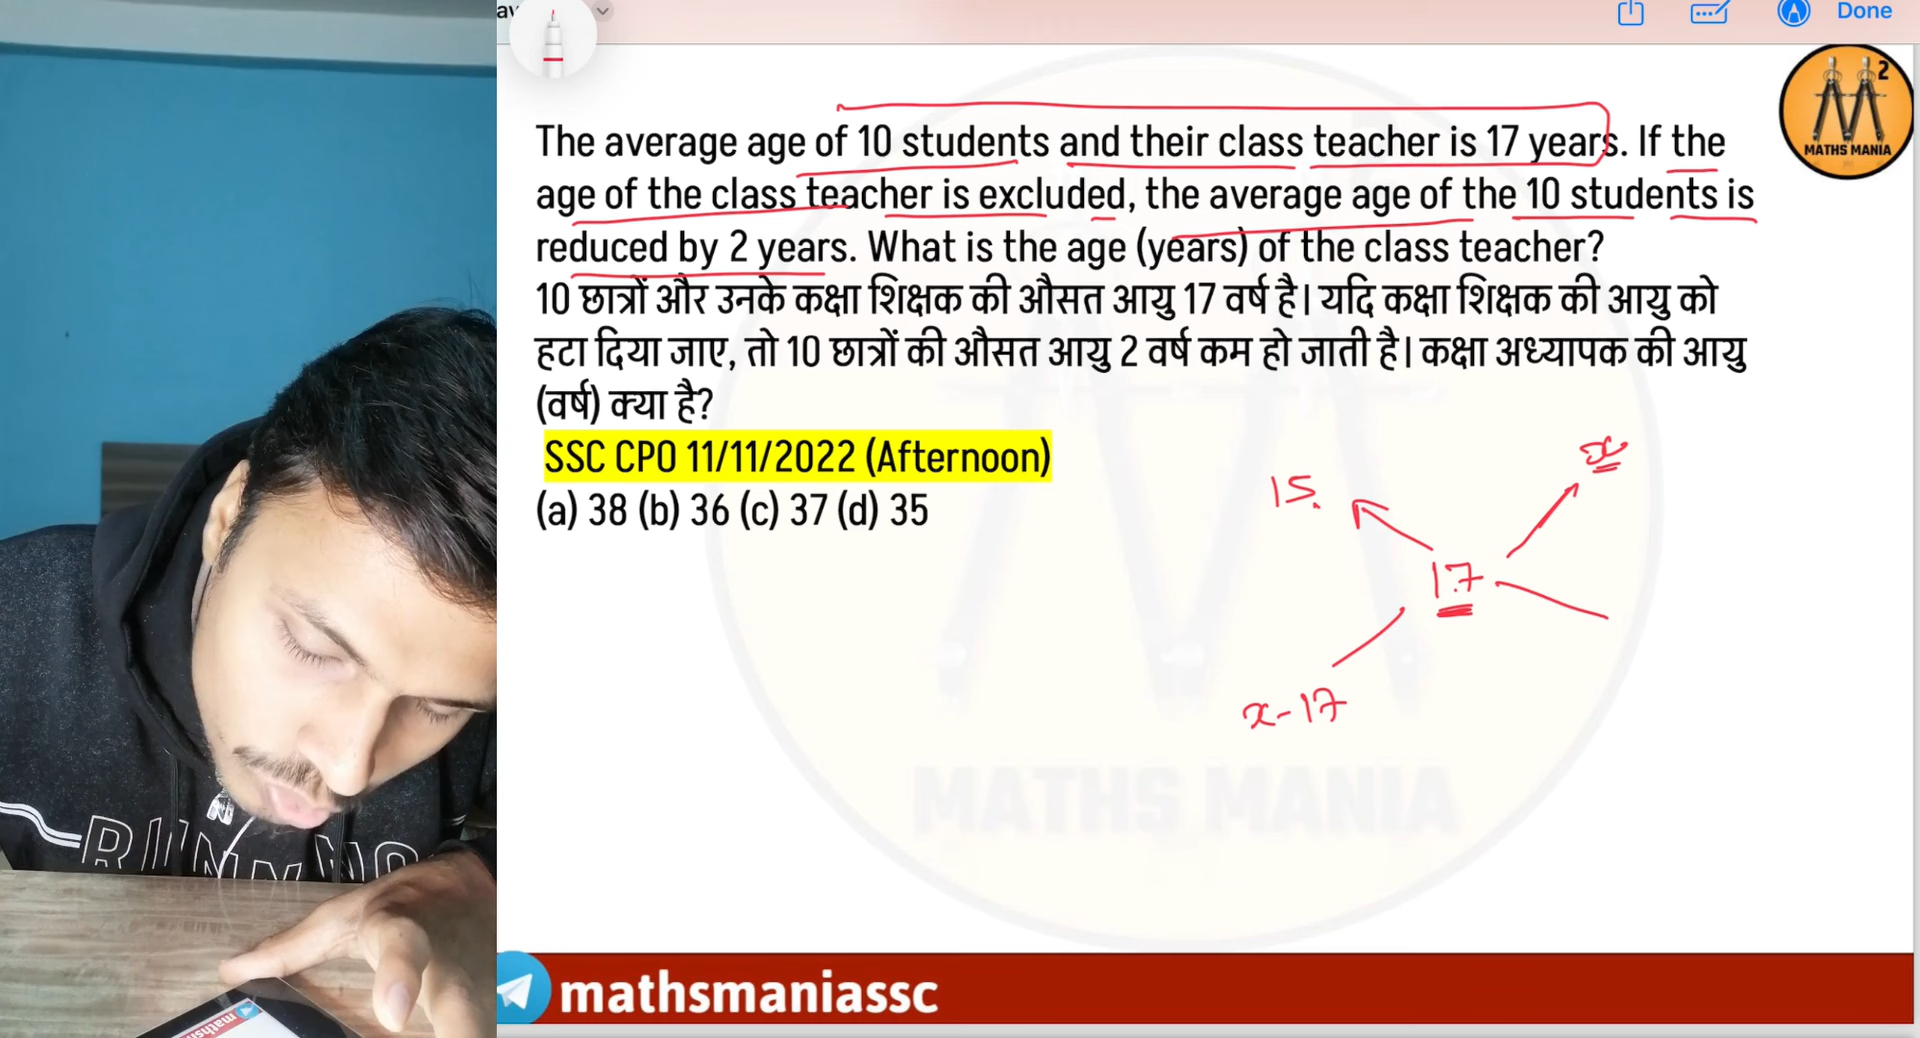 Done
2
MATHS MANIA
The average age of 10 students and their class teacher is 17 years. If the
age of the class teacher is excluded, the average age of the 10 students is
reduced by 2 years. What is the age (years) of the class teacher?
10 छात्रों और उनके कक्षा शिक्षक की औसत आयु 17 वर्ष है। यदि कक्षा शिक्षक की आयु को
हटा दिया जाए, तो 10 छात्रों की औसत आयु 2 वर्ष कम हो जाती है। कक्षा अध्यापक की आयु
(वर्ष) क्या है?
SSC CPO 11/11/2022 (Afternoon)
(a) 38 (b) 36 (c) 37 (d) 35
15.
x
17
x-17
MATHS MANIA
mathsmaniassc